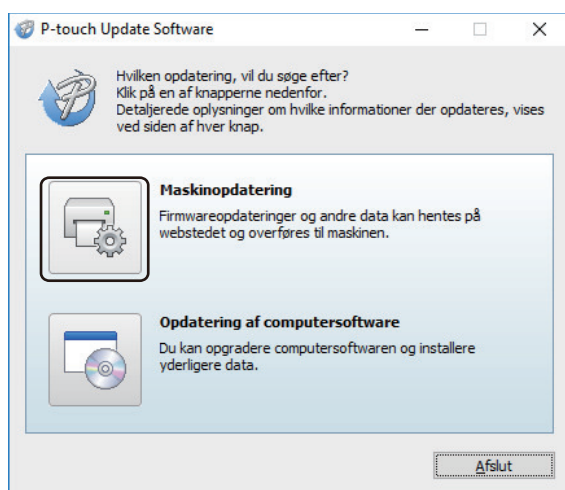 P-touch Update Software
Hvilken opdatering, vil du søge efter?
Klik på en af knapperne nedenfor.
Detaljerede oplysninger om hvilke informationer der opdateres, vises
ved siden af hver knap.
Maskinopdatering
Firmwareopdateringer og andre data kan hentes på
webstedet og overføres til maskinen.
Opdatering af computersoftware
Du kan opgradere computersoftwaren og installere
yderligere data.
Afslut